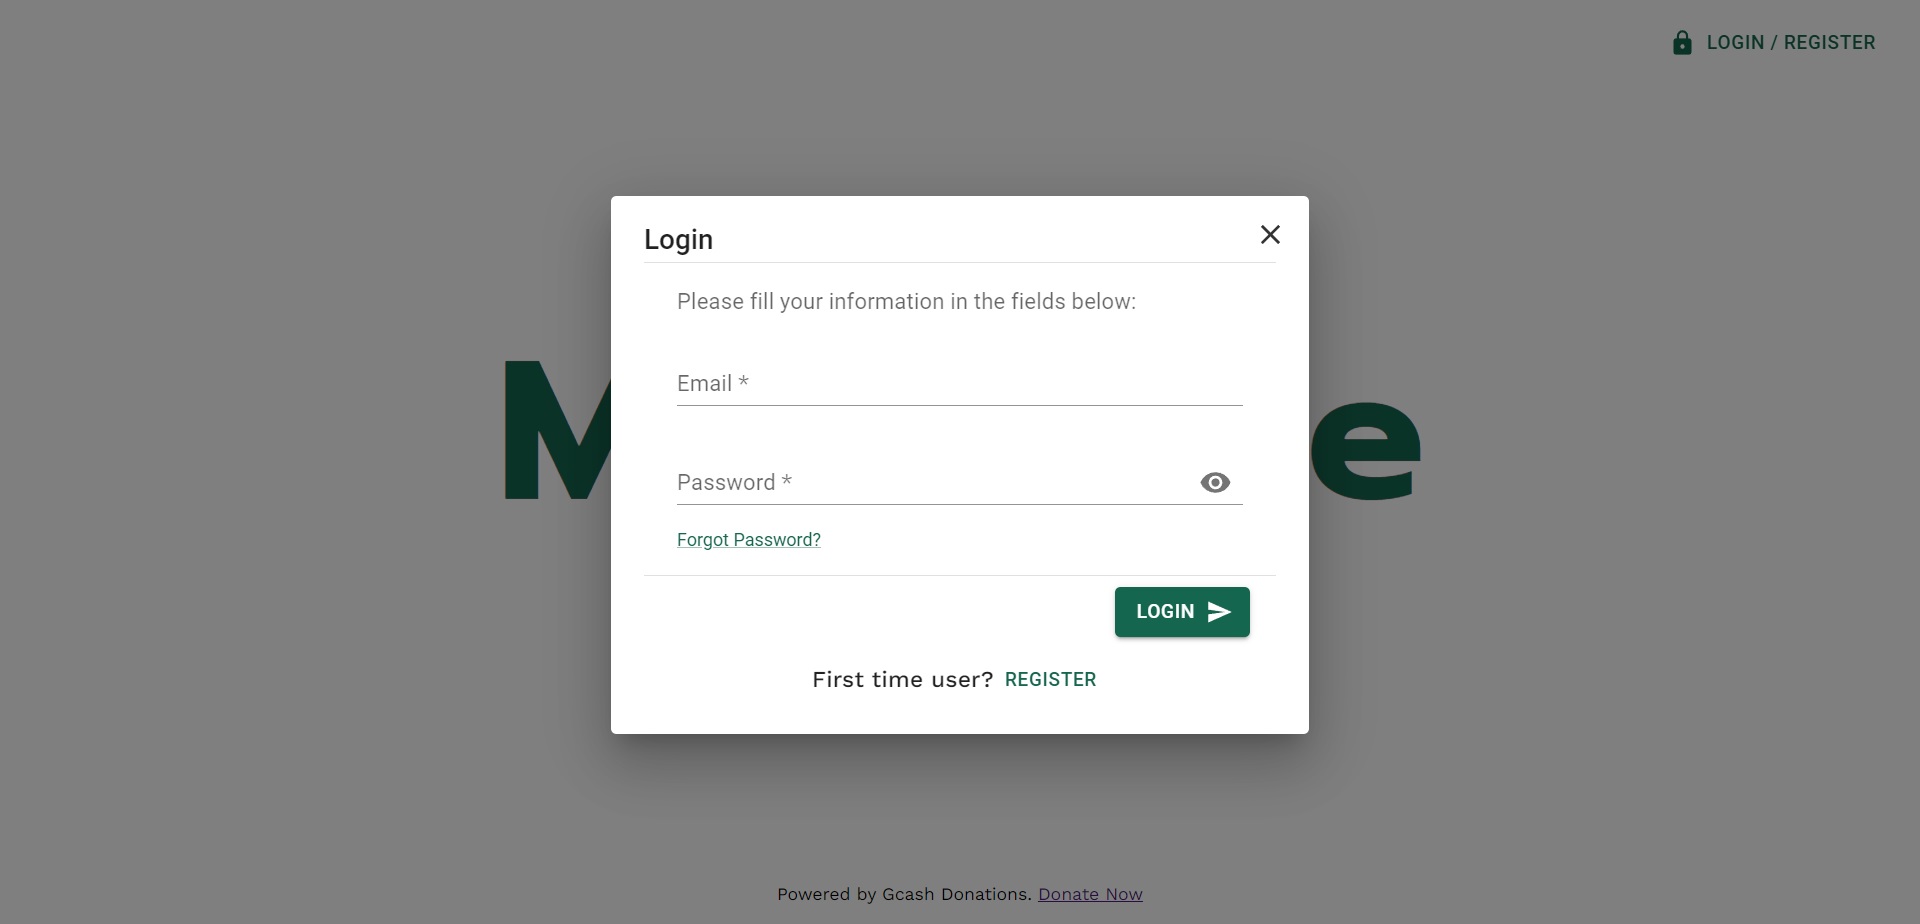 LOGIN / REGISTER
Login
Please fill your information in the fields below:
Email *
Password *
Forgot Password?
LOGIN
First time user? REGISTER
Powered by Gcash Donations. Donate Now